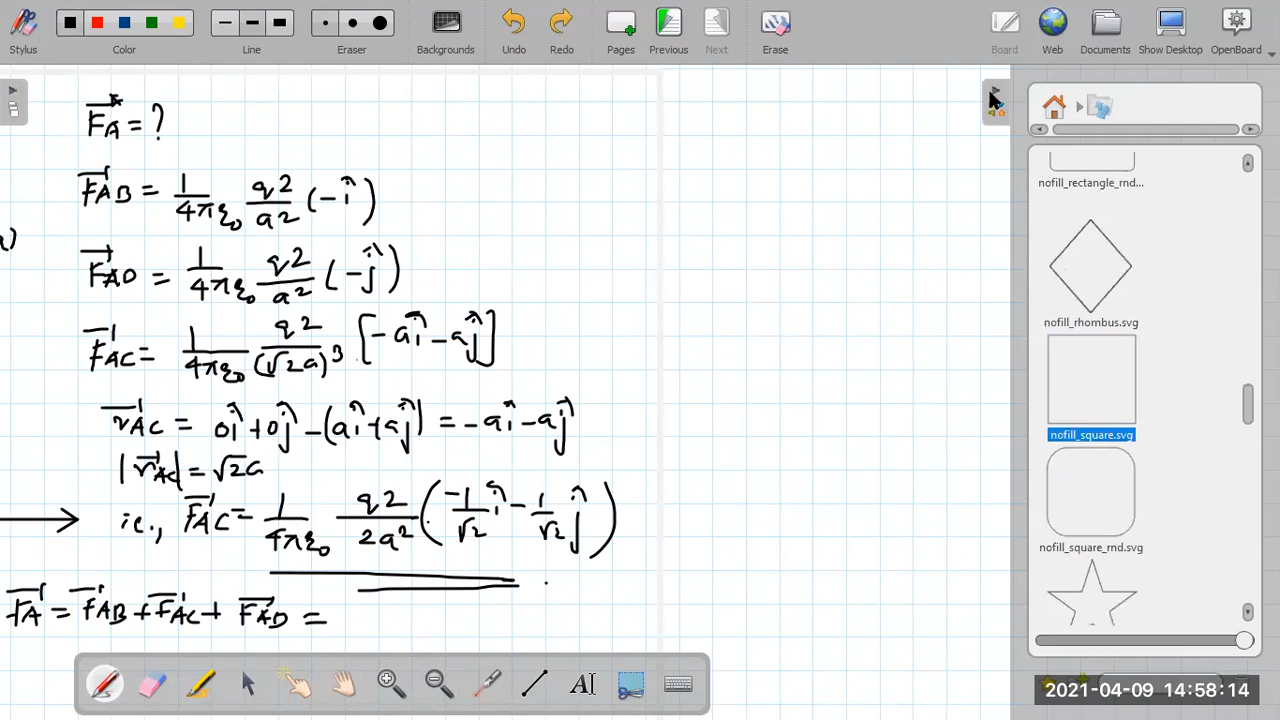 Stylus Color Line Eraser Backgrounds Undo Redo Pages Previous Next Erase Board Web Documents Show Desktop OpenBoard
F⃗A = ?
F⃗AB = 1/4πε0 q2/a2 (-î)
a)
F⃗AD = 1/4πε0 q2/a2 (-ĵ)
F⃗AC = 1/4πε0 q2/(√2a)3 [-aî - aĵ]
r⃗AC = 0î + 0ĵ - (aî + aĵ) = -aî - aĵ
|r⃗AC| = √2a
i.e., F⃗AC = 1/4πε0 q2/2a2 (-1/√2 î - 1/√2 ĵ)
F⃗A = F⃗AB + F⃗AC + F⃗AD =
nofill_rectangle_rnd...
nofill_rhombus.svg
nofill_square.svg
nofill_square_rnd.svg
AI
2021-04-09 14:58:14